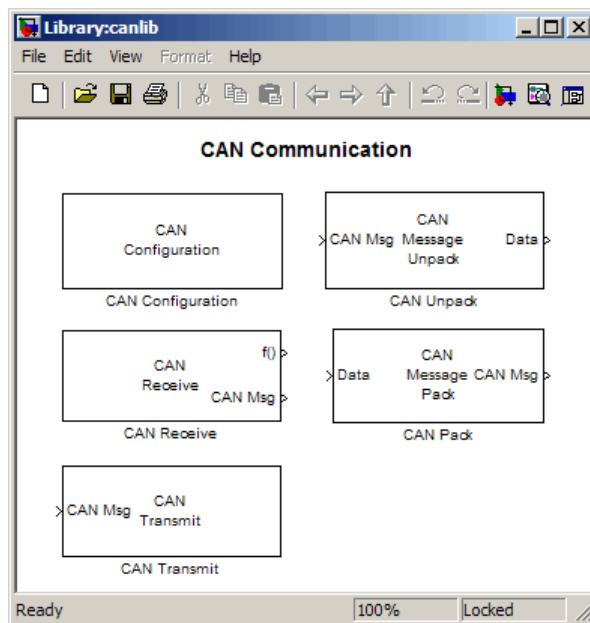 Library:canlib
File Edit View Format Help
CAN Communication
CAN
Configuration
CAN Configuration
CAN Msg
CAN
Message
Unpack
Data
CAN Unpack
CAN
Receive
f()
CAN Msg
CAN Receive
Data
CAN
Message
Pack
CAN Msg
CAN Pack
CAN Msg
CAN
Transmit
CAN Transmit
Ready 100% Locked